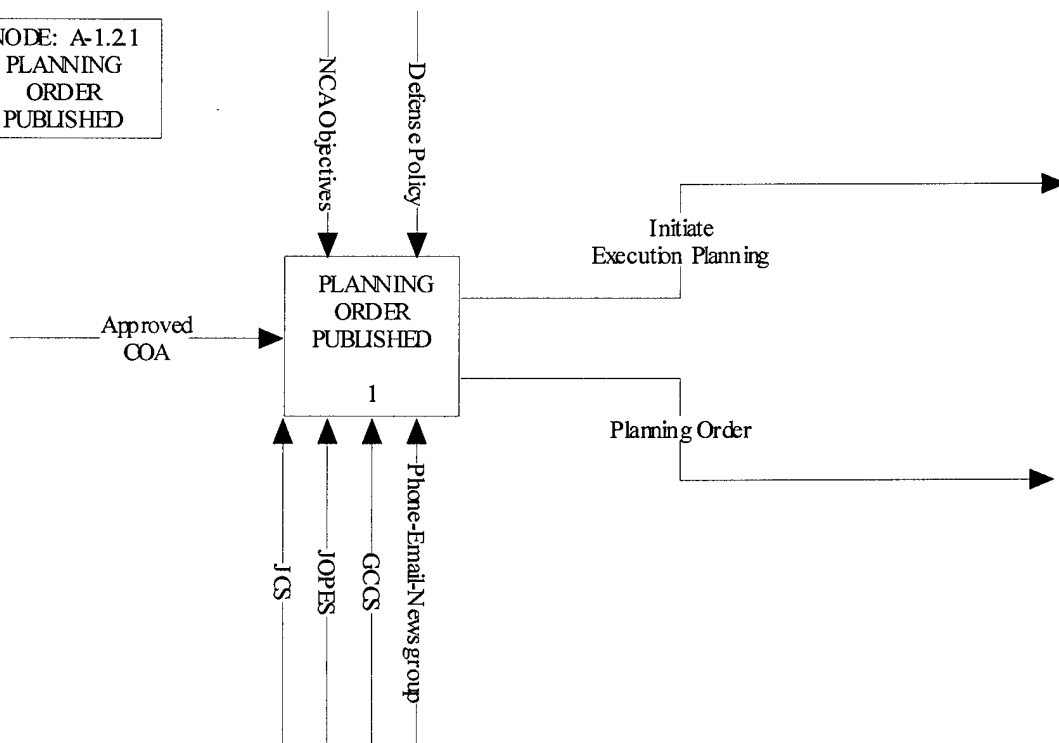 NODE: A-1.2.1
PLANNING
ORDER
PUBLISHED
NCA Objectives
Defense Policy
Initiate
Execution Planning
PLANNING
ORDER
PUBLISHED
1
Approved
COA
Planning Order
JCS
JOPES
GCCS
Phone-Email-Newsgroup